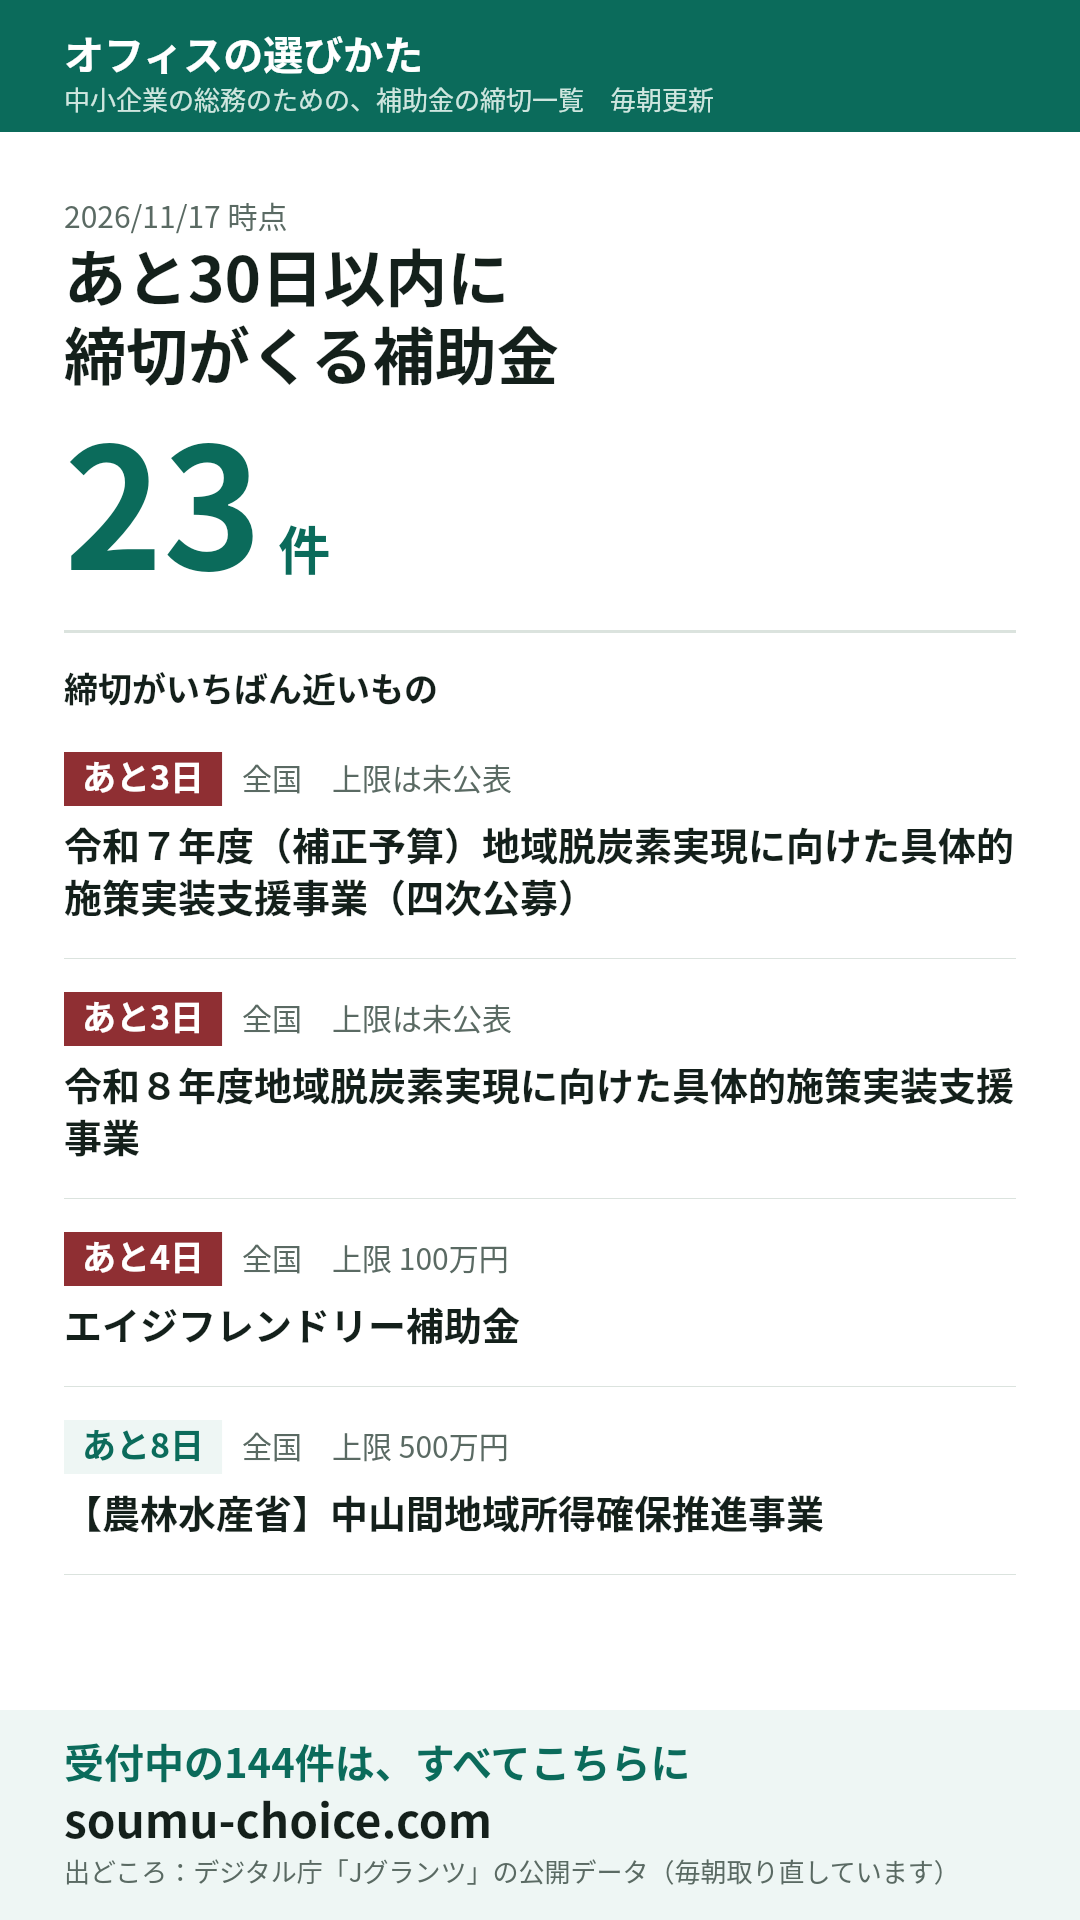 オフィスの選びかた
中小企業の総務のための、補助金の締切一覧　毎朝更新
2026/11/17 時点
あと30日以内に
締切がくる補助金
23 件
締切がいちばん近いもの
あと3日　全国　上限は未公表
令和７年度（補正予算）地域脱炭素実現に向けた具体的
施策実装支援事業（四次公募）
あと3日　全国　上限は未公表
令和８年度地域脱炭素実現に向けた具体的施策実装支援
事業
あと4日　全国　上限 100万円
エイジフレンドリー補助金
あと8日　全国　上限 500万円
【農林水産省】中山間地域所得確保推進事業
受付中の144件は、すべてこちらに
soumu-choice.com
出どころ：デジタル庁「Jグランツ」の公開データ（毎朝取り直しています）